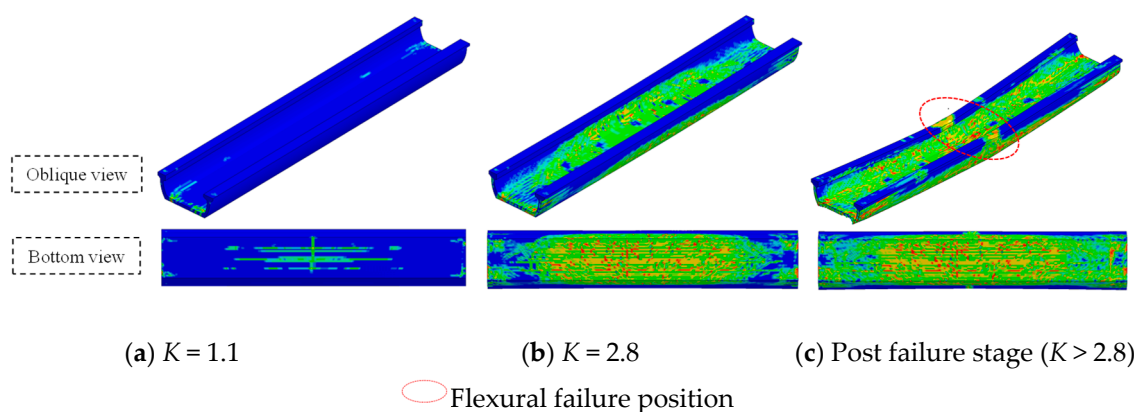 Oblique view
Bottom view
(a) K = 1.1
(b) K = 2.8
(c) Post failure stage (K > 2.8)
Flexural failure position